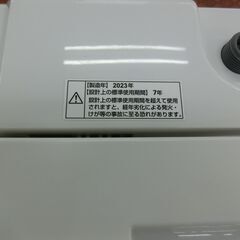 【製造年】 2023年
【設計上の標準使用期間】 7年
設計上の標準使用期間を超えて使用
されますと、経年劣化による発火・
けが等の事故に至る恐れがあります。